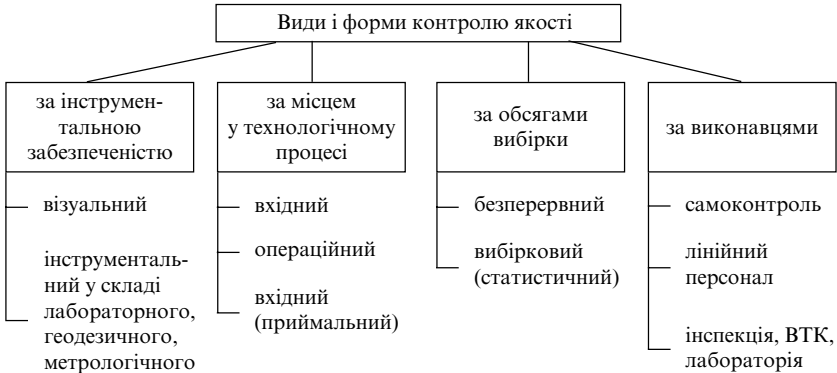 Види і форми контролю якості
за інструмен-
тальною
забезпеченістю
візуальний
інструменталь-
ний у складі
лабораторного,
геодезичного,
метрологічного
за місцем
у технологічному
процесі
вхідний
операційний
вхідний
(приймальний)
за обсягами
вибірки
безперервний
вибірковий
(статистичний)
за виконавцями
самоконтроль
лінійний
персонал
інспекція, ВТК,
лабораторія